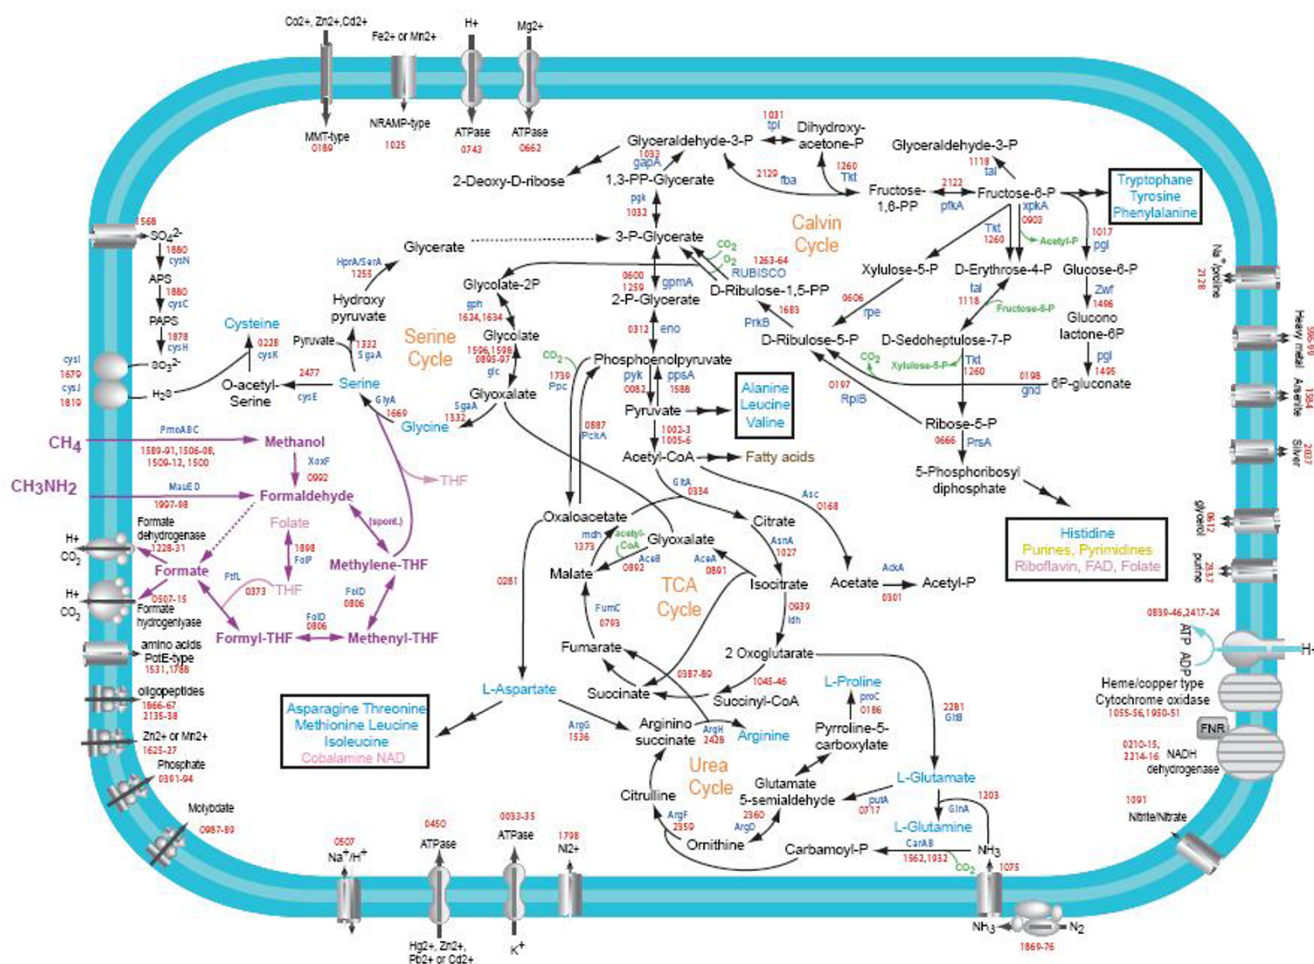 Co2+, Zn2+,Cd2+
Fe2+ or Mn2+
H+
Mg2+
MMT-type
0189
NRAMP-type
1025
ATPase
0743
ATPase
0662
Glyceraldehyde-3-P
1031
tpi
Dihydroxy-
acetone-P
Glyceraldehyde-3-P
1033
gapA
2-Deoxy-D-ribose
1,3-PP-Glycerate
2129
fba
1260
Tkt
Fructose-
1,6-PP
2122
pfkA
1118
tal
Fructose-6-P
Tryptophane
Tyrosine
Phenylalanine
pgk
1032
Calvin
Cycle
xpkA
0903
Acetyl-P
Tkt
1260
1017
pgi
1568
SO42-
1880
cysN
APS
1880
cysC
PAPS
1878
cysH
SO32-
H2S
cysI
1679
cysJ
1819
Glycerate
3-P-Glycerate
CO2
O2
1263-64
RUBISCO
D-Ribulose-1,5-PP
HprA/SerA
1255
Hydroxy
pyruvate
Glycolate-2P
gph
1624, 1634
0600
1259
gpmA
2-P-Glycerate
Xylulose-5-P
D-Erythrose-4-P
Glucose-6-P
tal
1118
Fructose-6-P
Zwf
1496
Glucono
lactone-6P
0606
rpe
1683
PrkB
D-Ribulose-5-P
D-Sedoheptulose-7-P
pgl
1495
Cysteine
0228
cysK
Pyruvate
1332
SgaA
Serine
Cycle
Glycolate
1596,1598
0895-97
glc
0312
eno
CO2
1739
Ppc
Phosphoenolpyruvate
pyk
0082
ppsA
1588
CO2
Xylulose-5-P
Tkt
1260
0198
gnd
6P-gluconate
0197
RpiB
O-acetyl-
Serine
2477
cysE
Serine
GlyA
1669
Glycine
SgaA
1332
Glyoxalate
Pyruvate
Alanine
Leucine
Valine
Ribose-5-P
0666
PrsA
0887
PckA
1002-3
1005-6
Acetyl-CoA
Fatty acids
5-Phosphoribosyl
diphosphate
CH4
PmoABC
1589-91,1506-08,
1509-12, 1500
Methanol
XoxF
0992
THF
CH3NH2
MauED
1997-98
Formaldehyde
GltA
0334
Asc
0168
Histidine
Purines, Pyrimidines
Riboflavin, FAD, Folate
Formate
dehydrogenase
1228-31
H+
CO2
Folate
1898
FolP
THF
(spont.)
Methylene-THF
Oxaloacetate
mdh
1373
acetyl-
CoA
Glyoxalate
AceB
0892
AceA
0891
Citrate
AsnA
1027
Isocitrate
Acetate
AckA
0301
Acetyl-P
Formate
FtfL
0373
0507-15
Formate
hydrogenlyase
H+
CO2
FolD
0806
FolD
0806
Formyl-THF
Methenyl-THF
0281
Malate
TCA
Cycle
FumC
0793
0939
Idh
Fumarate
2 Oxoglutarate
0387-89
1045-46
Succinate
Succinyl-CoA
amino acids
PotE-type
1531,1788
oligopeptides
1866-67
2135-38
Zn2+ or Mn2+
1625-27
Phosphate
0391-94
Molybdate
0987-89
L-Aspartate
Asparagine Threonine
Methionine Leucine
Isoleucine
Cobalamine NAD
ArgG
1536
Arginino
succinate
ArgH
2428
Arginine
L-Proline
proC
0186
Pyrroline-5-
carboxylate
2281
GltB
Urea
Cycle
Citrulline
Glutamate
5-semialdehyde
putA
0717
L-Glutamate
1203
GlnA
L-Glutamine
ArgF
2359
ArgD
2360
Ornithine
Carbamoyl-P
CarAB
1562,1932
CO2
NH3
1075
NH3
N2
1869-76
0507
Na+/H+
0450
ATPase
Hg2+, Zn2+,
Pb2+ or Cd2+
0033-35
ATPase
K+
1798
NI2+
Na+/proline
2128
Heavy metal
Arsenite
1584
Silver
2037
glycerol
0612
purine
2837
0839-46,2417-24
ATP ADP
H+
Heme/copper type
Cytochrome oxidase
1055-56,1950-51
FNR
0210-15,
2214-16
NADH
dehydrogenase
1091
Nitrite/Nitrate